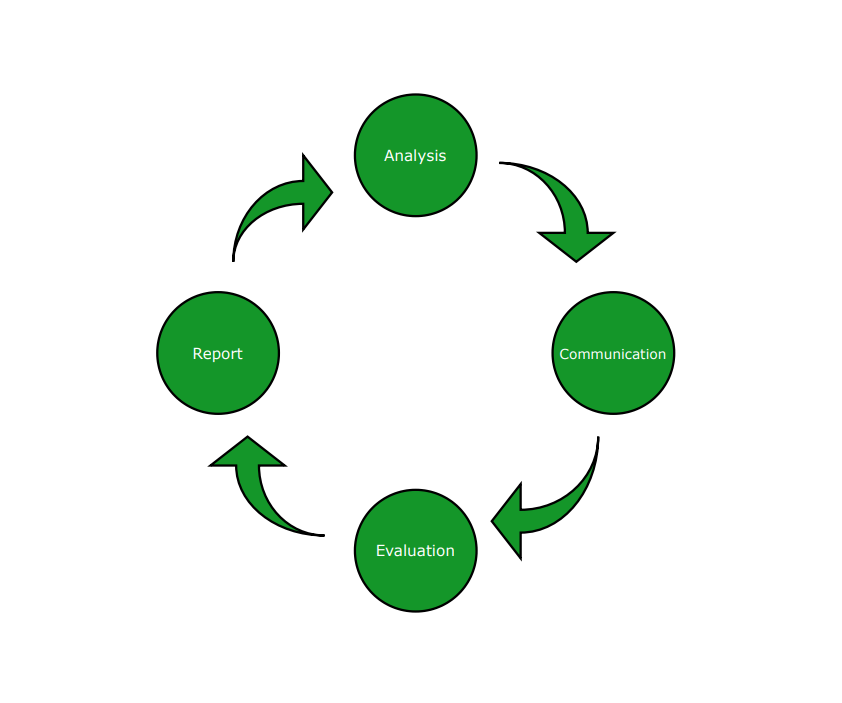 Analysis
Communication
Evaluation
Report